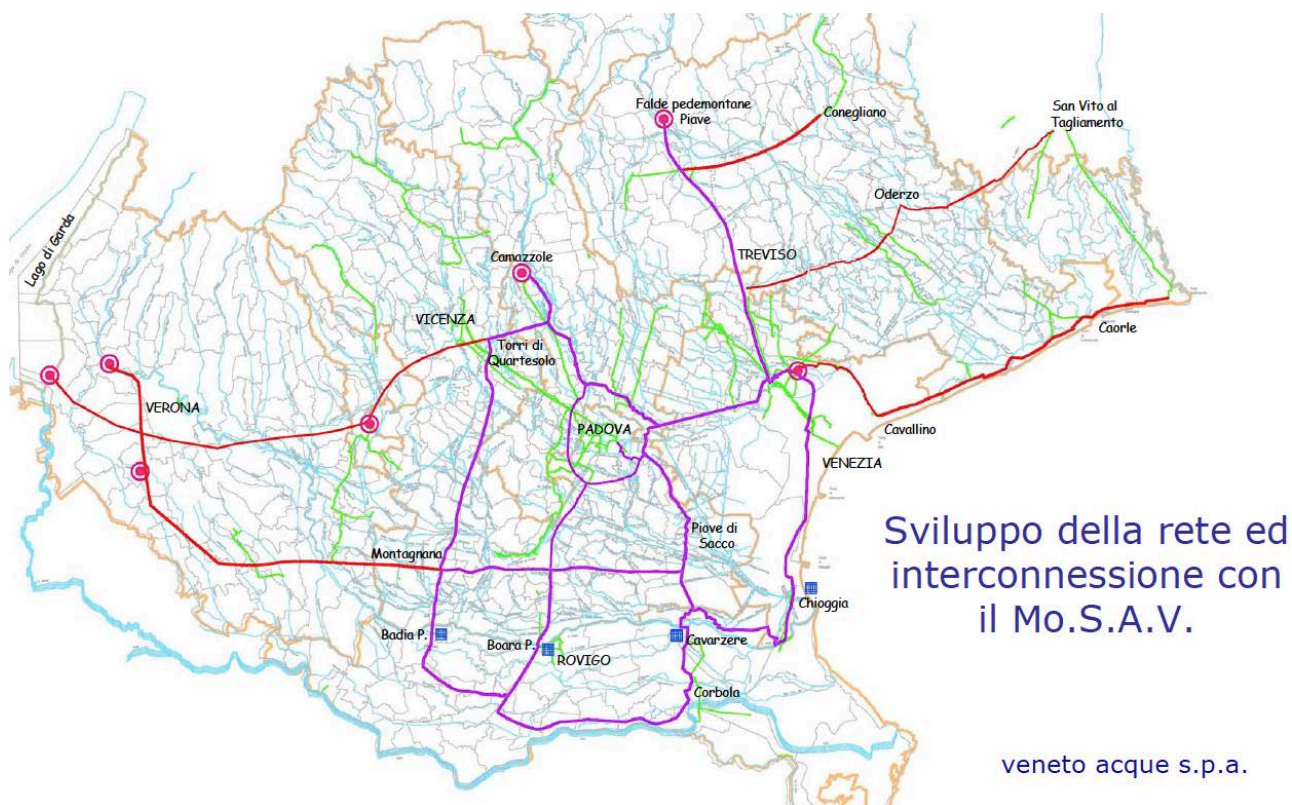 Falde pedemontane
Piave
Conegliano
San Vito al
Tagliamento
Oderzo
Lago di Garda
Camazzole
TREVISO
VICENZA
Torri di
Quartesolo
Caorle
VERONA
Cavallino
PADOVA
VENEZIA
Piove di
Sacco
Montagnana
Chioggia
Badia P.
Boara P.
ROVIGO
Cavarzere
Corbola
Sviluppo della rete ed
interconnessione con
il Mo.S.A.V.
veneto acque s.p.a.